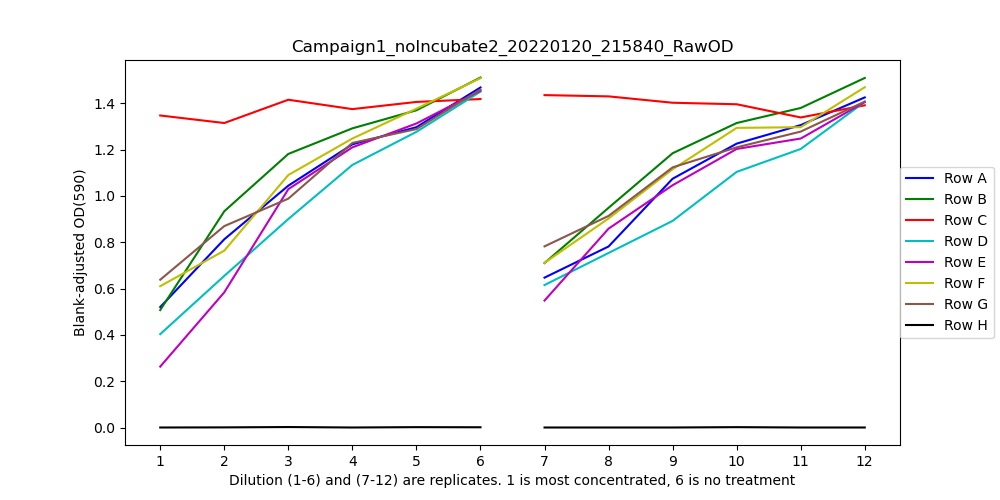 Campaign1_noIncubate2_20220120_215840_RawOD
Blank-adjusted OD(590)
1.4
1.2
1.0
0.8
0.6
0.4
0.2
0.0
1 2 3 4 5 6 7 8 9 10 11 12
Dilution (1-6) and (7-12) are replicates. 1 is most concentrated, 6 is no treatment
Row A
Row B
Row C
Row D
Row E
Row F
Row G
Row H